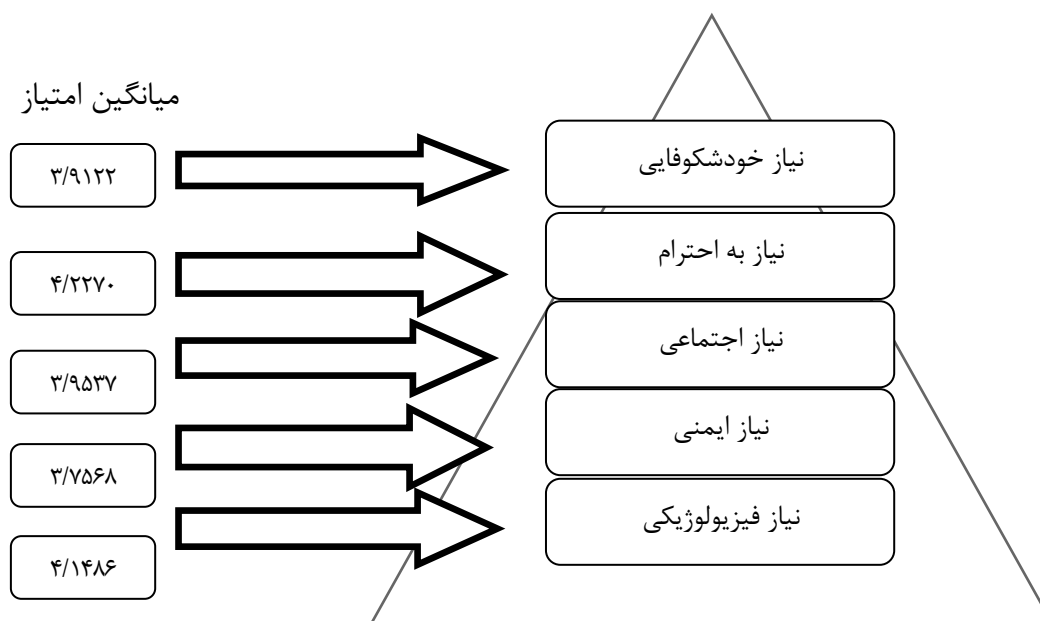 میانگین امتیاز
نیاز خودشکوفایی
۳/۹۱۲۲
نیاز به احترام
۴/۲۲۷۰
نیاز اجتماعی
۳/۹۵۳۷
نیاز ایمنی
۳/۷۵۶۸
نیاز فیزیولوژیکی
۴/۱۴۸۶